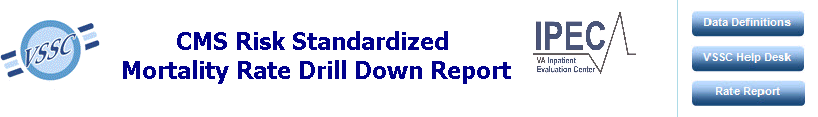 VSSC
CMS Risk Standardized
Mortality Rate Drill Down Report
IPEC
VA Inpatient
Evaluation Center
Data Definitions
VSSC Help Desk
Rate Report